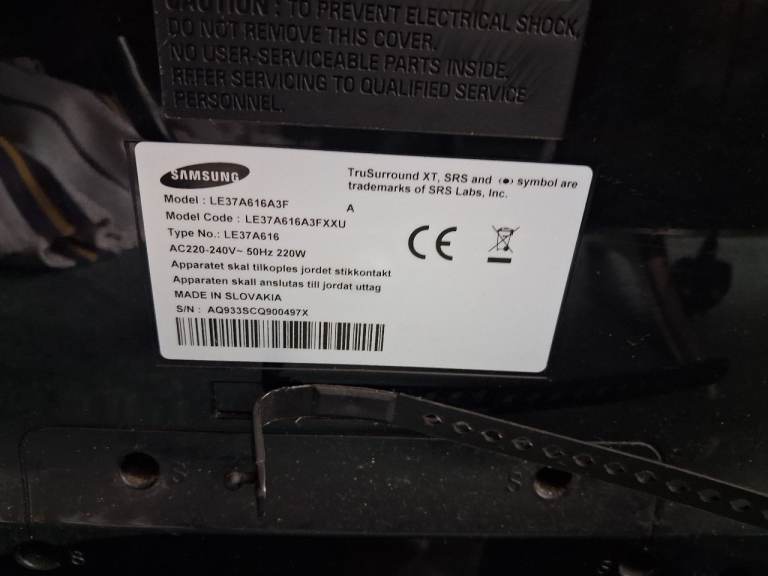 CAUTION : TO PREVENT ELECTRICAL SHOCK,
DO NOT REMOVE THIS COVER.
NO USER-SERVICEABLE PARTS INSIDE.
REFER SERVICING TO QUALIFIED SERVICE
PERSONNEL.
SAMSUNG
TruSurround XT, SRS and (●) symbol are
trademarks of SRS Labs, Inc.
Model : LE37A616A3F
A
Model Code : LE37A616A3FXXU
Type No.: LE37A616
AC220-240V~ 50Hz 220W
Apparatet skal tilkoples jordet stikkontakt
Apparaten skall anslutas till jordat uttag
MADE IN SLOVAKIA
S/N : AQ933SCQ900497X
CE
S
S
S
S